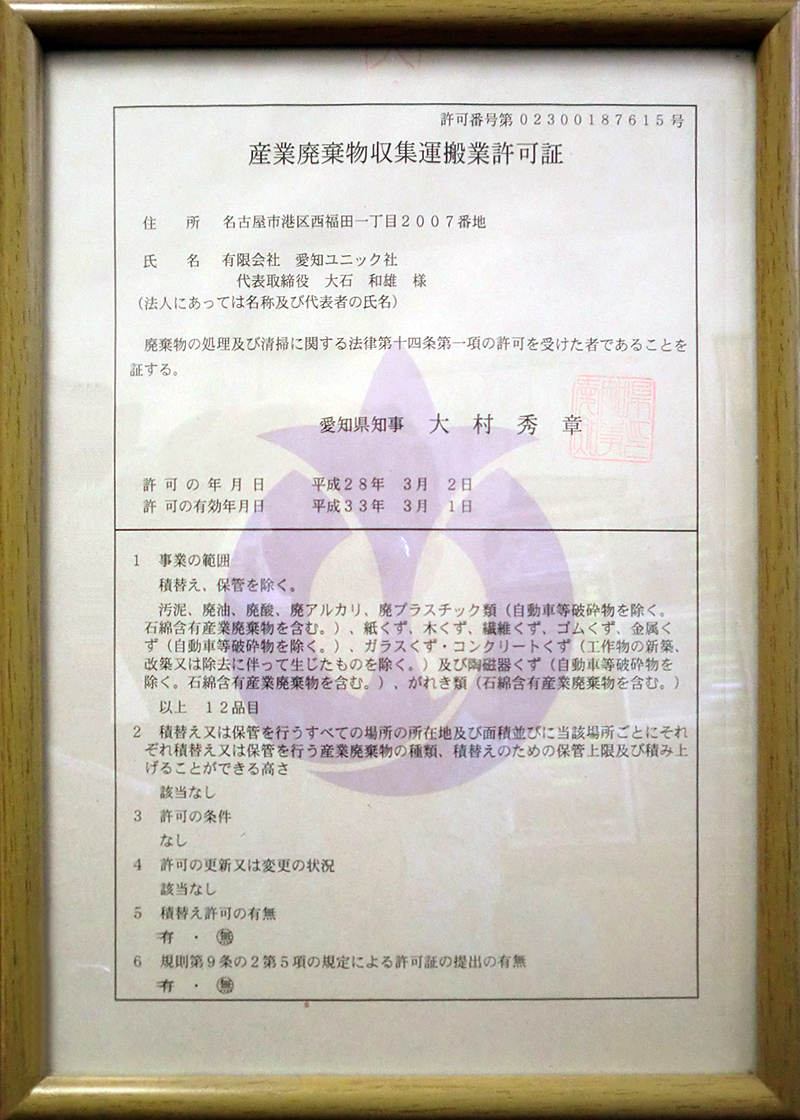 許可番号第02300187615号
産業廃棄物収集運搬業許可証
住　所　名古屋市港区西福田一丁目2007番地
氏　名　有限会社　愛知ユニック社
代表取締役　大石　和雄　様
（法人にあっては名称及び代表者の氏名）
廃棄物の処理及び清掃に関する法律第十四条第一項の許可を受けた者であることを
証する。
愛知県知事　大　村　秀　章
許可の年月日　平成28年　3月　2日
許可の有効年月日　平成33年　3月　1日
1　事業の範囲
積替え、保管を除く。
汚泥、廃油、廃酸、廃アルカリ、廃プラスチック類（自動車等破砕物を除く。
石綿含有産業廃棄物を含む。）、紙くず、木くず、繊維くず、ゴムくず、金属く
ず（自動車等破砕物を除く。）、ガラスくず・コンクリートくず（工作物の新築、
改築又は除去に伴って生じたものを除く。）及び陶磁器くず（自動車等破砕物を
除く。石綿含有産業廃棄物を含む。）、がれき類（石綿含有産業廃棄物を含む。）
以上　12品目
2　積替え又は保管を行うすべての場所の所在地及び面積並びに当該場所ごとにそれ
ぞれ積替え又は保管を行う産業廃棄物の種類、積替えのための保管上限及び積み上
げることができる高さ
該当なし
3　許可の条件
なし
4　許可の更新又は変更の状況
該当なし
5　積替え許可の有無
有　・　無
6　規則第9条の2第5項の規定による許可証の提出の有無
有　・　無